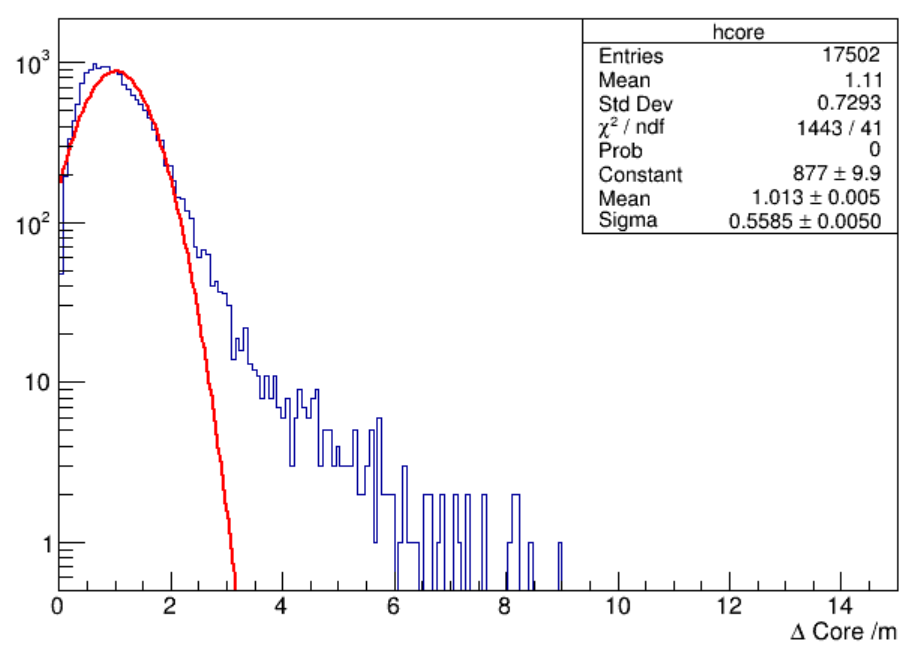 hcore
Entries 17502
Mean 1.11
Std Dev 0.7293
χ² / ndf 1443 / 41
Prob 0
Constant 877 ± 9.9
Mean 1.013 ± 0.005
Sigma 0.5585 ± 0.0050
10³
10²
10
1
0 2 4 6 8 10 12 14
Δ Core /m